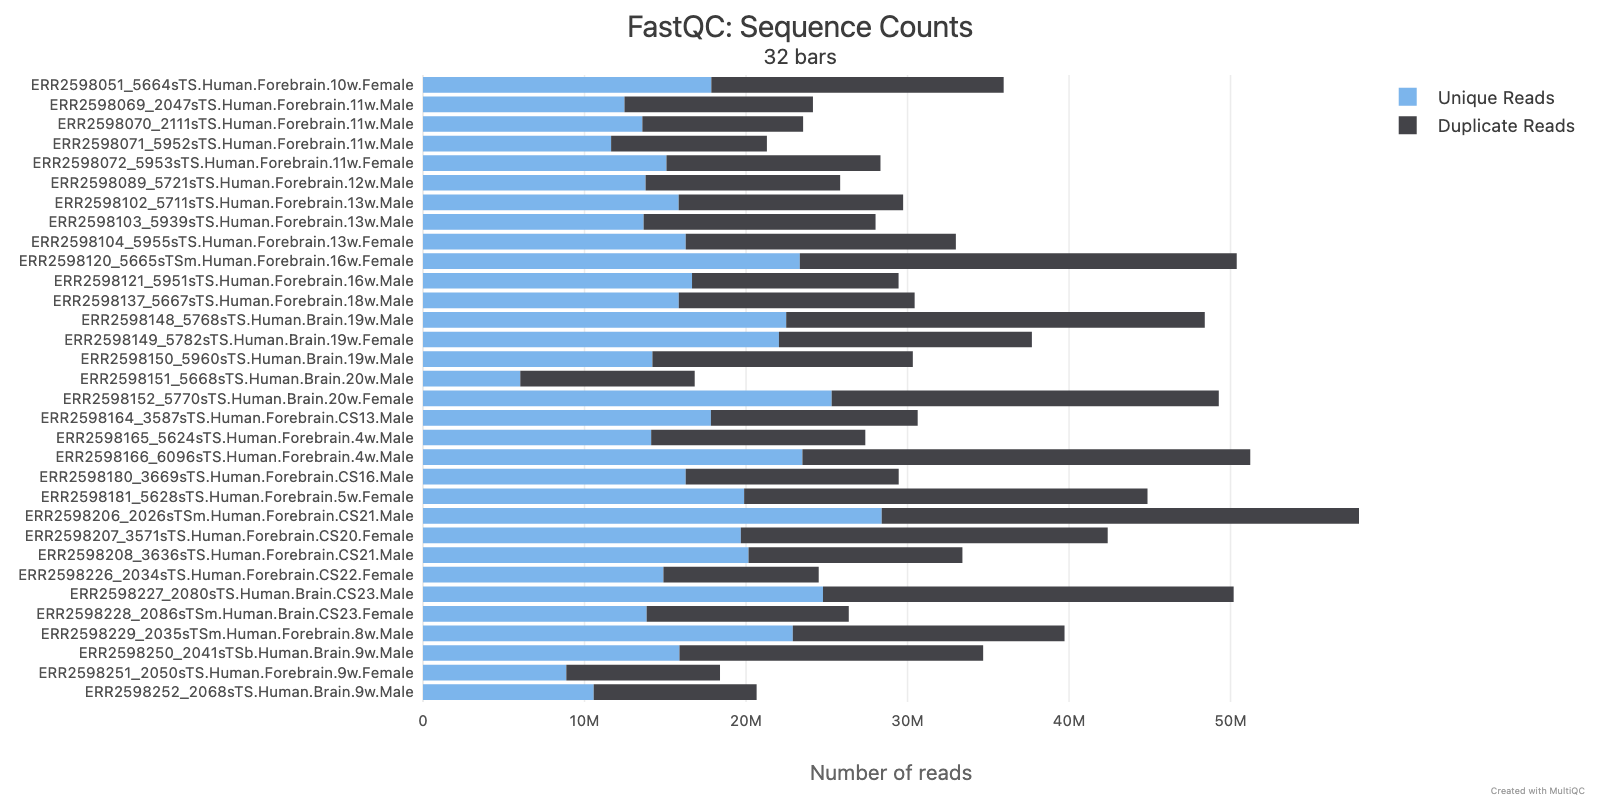 FastQC: Sequence Counts
32 bars
ERR2598051_5664sTS.Human.Forebrain.10w.Female
ERR2598069_2047sTS.Human.Forebrain.11w.Male
ERR2598070_2111sTS.Human.Forebrain.11w.Male
ERR2598071_5952sTS.Human.Forebrain.11w.Male
ERR2598072_5953sTS.Human.Forebrain.11w.Female
ERR2598089_5721sTS.Human.Forebrain.12w.Male
ERR2598102_5711sTS.Human.Forebrain.13w.Male
ERR2598103_5939sTS.Human.Forebrain.13w.Male
ERR2598104_5955sTS.Human.Forebrain.13w.Female
ERR2598120_5665sTSm.Human.Forebrain.16w.Female
ERR2598121_5951sTS.Human.Forebrain.16w.Male
ERR2598137_5667sTS.Human.Forebrain.18w.Male
ERR2598148_5768sTS.Human.Brain.19w.Male
ERR2598149_5782sTS.Human.Brain.19w.Female
ERR2598150_5960sTS.Human.Brain.19w.Male
ERR2598151_5668sTS.Human.Brain.20w.Male
ERR2598152_5770sTS.Human.Brain.20w.Female
ERR2598164_3587sTS.Human.Forebrain.CS13.Male
ERR2598165_5624sTS.Human.Forebrain.4w.Male
ERR2598166_6096sTS.Human.Forebrain.4w.Male
ERR2598180_3669sTS.Human.Forebrain.CS16.Male
ERR2598181_5628sTS.Human.Forebrain.5w.Female
ERR2598206_2026sTSm.Human.Forebrain.CS21.Male
ERR2598207_3571sTS.Human.Forebrain.CS20.Female
ERR2598208_3636sTS.Human.Forebrain.CS21.Male
ERR2598226_2034sTS.Human.Forebrain.CS22.Female
ERR2598227_2080sTS.Human.Brain.CS23.Male
ERR2598228_2086sTSm.Human.Brain.CS23.Female
ERR2598229_2035sTSm.Human.Forebrain.8w.Male
ERR2598250_2041sTSb.Human.Brain.9w.Male
ERR2598251_2050sTS.Human.Forebrain.9w.Female
ERR2598252_2068sTS.Human.Brain.9w.Male
0 10M 20M 30M 40M 50M
Number of reads
Unique Reads
Duplicate Reads
Created with MultiQC